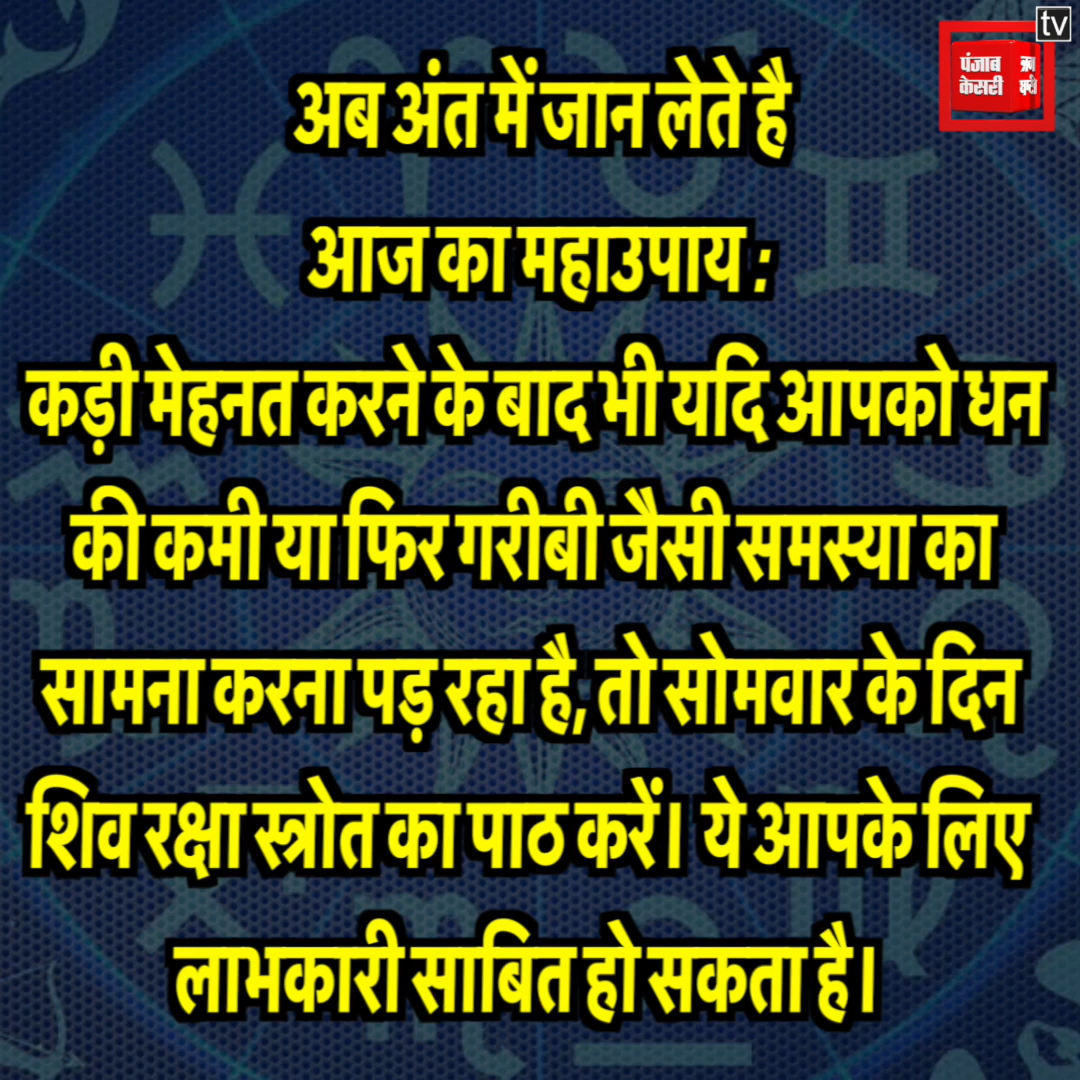 tv
पंजाब
केसरी
अब अंत में जान लेते है
आज का महाउपाय :
कड़ी मेहनत करने के बाद भी यदि आपको धन
की कमी या फिर गरीबी जैसी समस्या का
सामना करना पड़ रहा है, तो सोमवार के दिन
शिव रक्षा स्त्रोत का पाठ करें। ये आपके लिए
लाभकारी साबित हो सकता है।